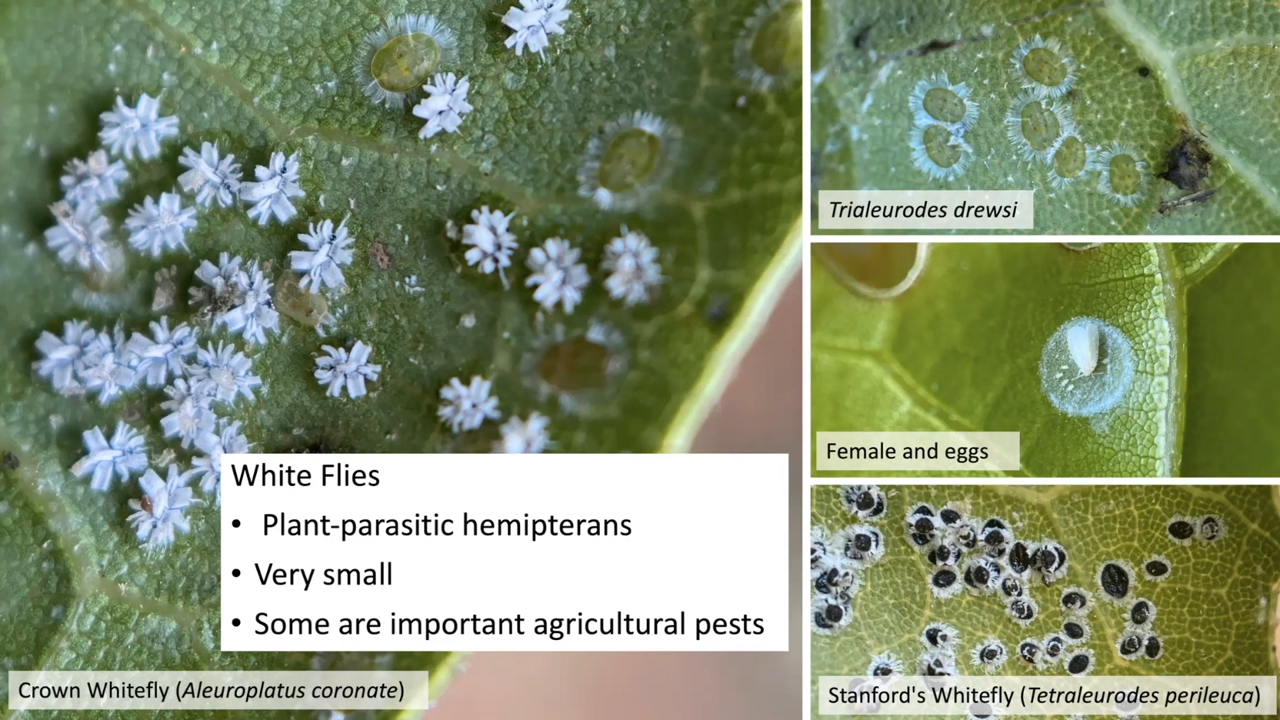 White Flies
• Plant-parasitic hemipterans
• Very small
• Some are important agricultural pests
Crown Whitefly (Aleuroplatus coronate)
Trialeurodes drewsi
Female and eggs
Stanford's Whitefly (Tetraleurodes perileuca)